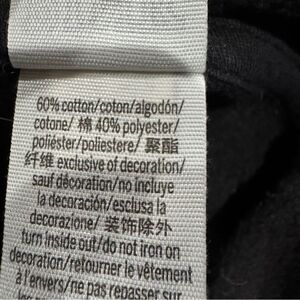 60% cotton/coton/algodón/
cotone/ 棉 40% polyester/
poliéster/poliestere/ 聚酯
纤维 exclusive of decoration/
sauf décoration/no incluye
la decoración/esclusa la
decorazione/ 装饰除外
turn inside out/do not iron on
decoration/retourner le vêtement
à l'envers/ne pas repasser sur